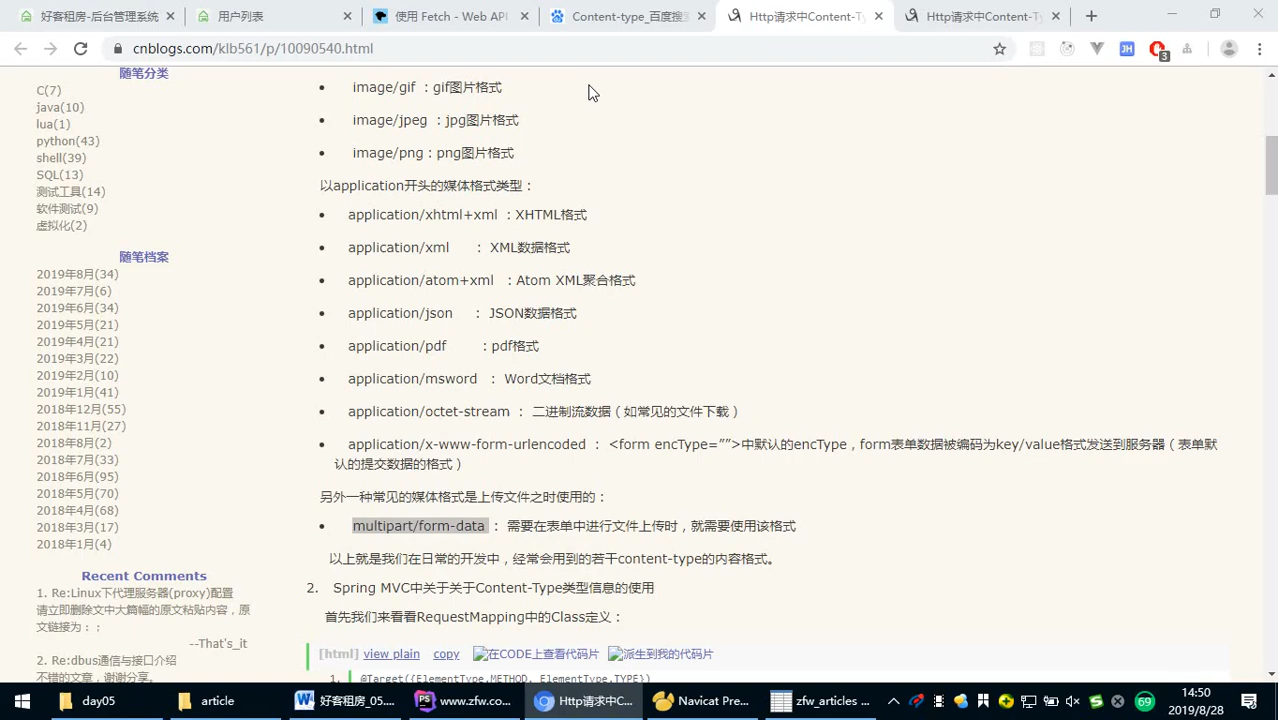 好客租房-后台管理系统
用户列表
使用 Fetch - Web API
Content-type_百度搜索
Http请求中Content-Ty
Http请求中Content-Ty
cnblogs.com/klb561/p/10090540.html
3
随笔分类
C(7)
java(10)
lua(1)
python(43)
shell(39)
SQL(13)
测试工具(14)
软件测试(9)
虚拟化(2)
随笔档案
2019年8月(34)
2019年7月(6)
2019年6月(34)
2019年5月(21)
2019年4月(21)
2019年3月(22)
2019年2月(10)
2019年1月(41)
2018年12月(55)
2018年11月(27)
2018年8月(2)
2018年7月(33)
2018年6月(95)
2018年5月(70)
2018年4月(68)
2018年3月(17)
2018年1月(4)
Recent Comments
1. Re:Linux下代理服务器(proxy)配置
请立即删除文中大篇幅的原文粘贴内容，原
文链接为：；
--That's_it
2. Re:dbus通信与接口介绍
不错的文章，谢谢分享。
image/gif ：gif图片格式
image/jpeg ：jpg图片格式
image/png：png图片格式
以application开头的媒体格式类型：
application/xhtml+xml ：XHTML格式
application/xml ： XML数据格式
application/atom+xml ：Atom XML聚合格式
application/json ： JSON数据格式
application/pdf ：pdf格式
application/msword ： Word文档格式
application/octet-stream ： 二进制流数据（如常见的文件下载）
application/x-www-form-urlencoded ： <form encType=””>中默认的encType，form表单数据被编码为key/value格式发送到服务器（表单默
认的提交数据的格式）
另外一种常见的媒体格式是上传文件之时使用的：
multipart/form-data ： 需要在表单中进行文件上传时，就需要使用该格式
以上就是我们在日常的开发中，经常会用到的若干content-type的内容格式。
2. Spring MVC中关于关于Content-Type类型信息的使用
首先我们来看看RequestMapping中的Class定义：
[html] view plain copy 在CODE上查看代码片 派生到我的代码片
1. @Target({ElementType.METHOD, ElementType.TYPE})
day05
article
好客租房_05....
www.zfw.co...
Http请求中C...
Navicat Pre...
zfw_articles ...
69
14:50
2019/8/28